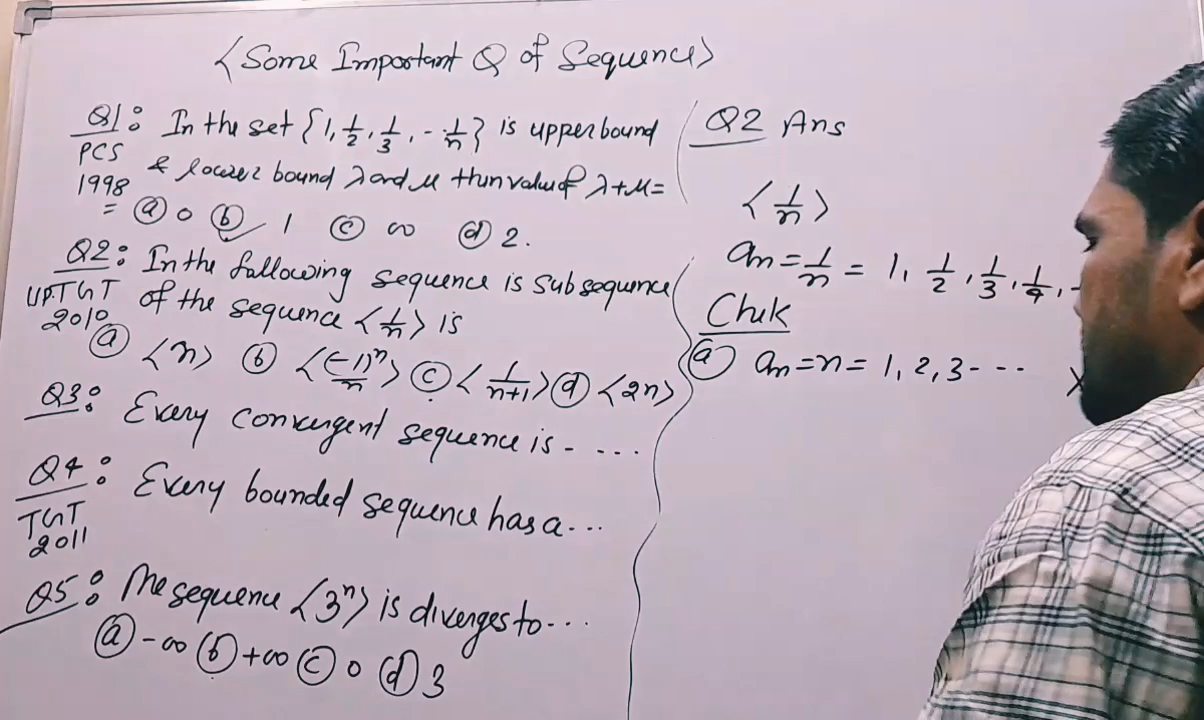 <Some Important Q of Sequence>
Q1: In the set {1, 1/2, 1/3, -- 1/n} is upper bound
PCS 1998 & lower bound λ and μ then value of λ+μ=
= (a) 0 (b) 1 (c) ∞ (d) 2.
Q2: In the following sequence is subsequence
UP.TGT 2010 of the sequence <1/n> is
(a) <n> (b) <(-1)^n/n> (c) <1/(n+1)> (d) <2n>
Q3: Every convergent sequence is - ....
Q4: Every bounded sequence has a...
TGT 2011
Q5: The sequence <3^n> is diverges to...
(a) -∞ (b) +∞ (c) 0 (d) 3
Q2 Ans
<1/n>
an = 1/n = 1, 1/2, 1/3, 1/4, -
Chek
(a) an = n = 1, 2, 3 - - - ×